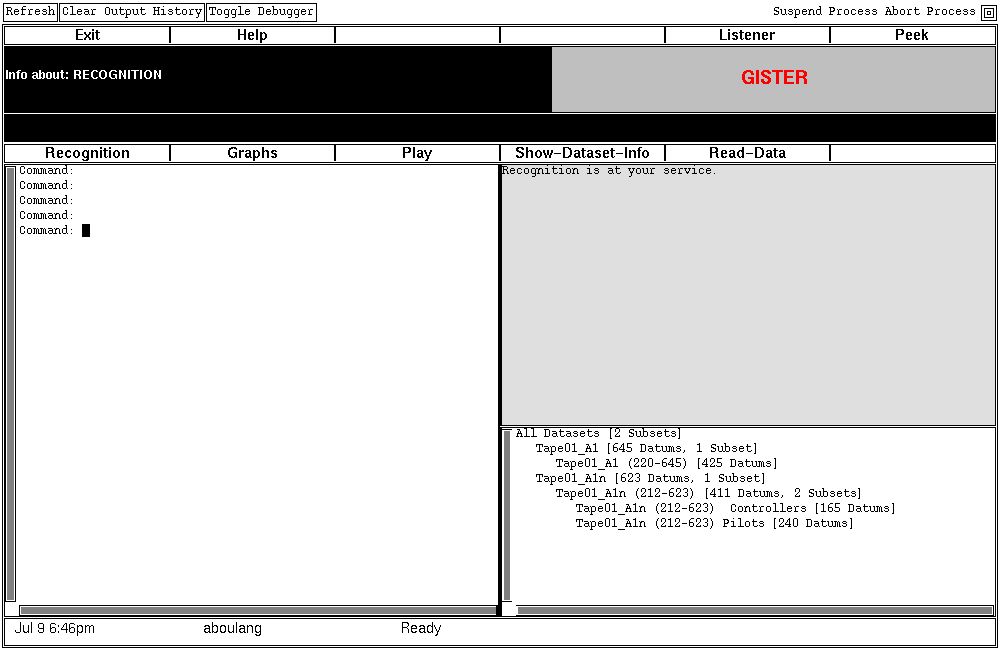 Refresh Clear Output History Toggle Debugger Suspend Process Abort Process
Exit Help Listener Peek
Info about: RECOGNITION
GISTER
Recognition Graphs Play Show-Dataset-Info Read-Data
Command:
Command:
Command:
Command:
Command:
Recognition is at your service.
All Datasets [2 Subsets]
Tape01_A1 [645 Datums, 1 Subset]
Tape01_A1 (220-645) [425 Datums]
Tape01_A1n [623 Datums, 1 Subset]
Tape01_A1n (212-623) [411 Datums, 2 Subsets]
Tape01_A1n (212-623)  Controllers [165 Datums]
Tape01_A1n (212-623) Pilots [240 Datums]
Jul 9 6:46pm aboulang Ready